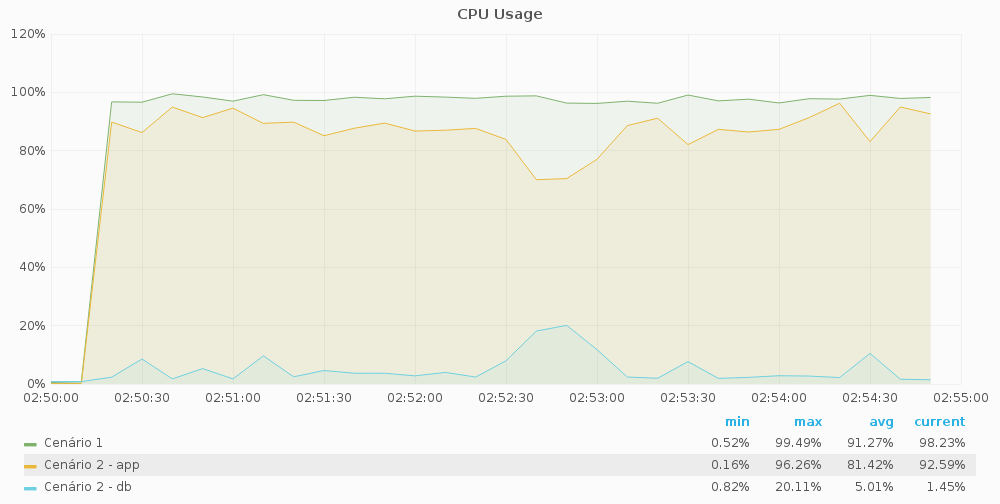 CPU Usage
120%
100%
80%
60%
40%
20%
0%
02:50:00 02:50:30 02:51:00 02:51:30 02:52:00 02:52:30 02:53:00 02:53:30 02:54:00 02:54:30 02:55:00
min max avg current
Cenário 1 0.52% 99.49% 91.27% 98.23%
Cenário 2 - app 0.16% 96.26% 81.42% 92.59%
Cenário 2 - db 0.82% 20.11% 5.01% 1.45%